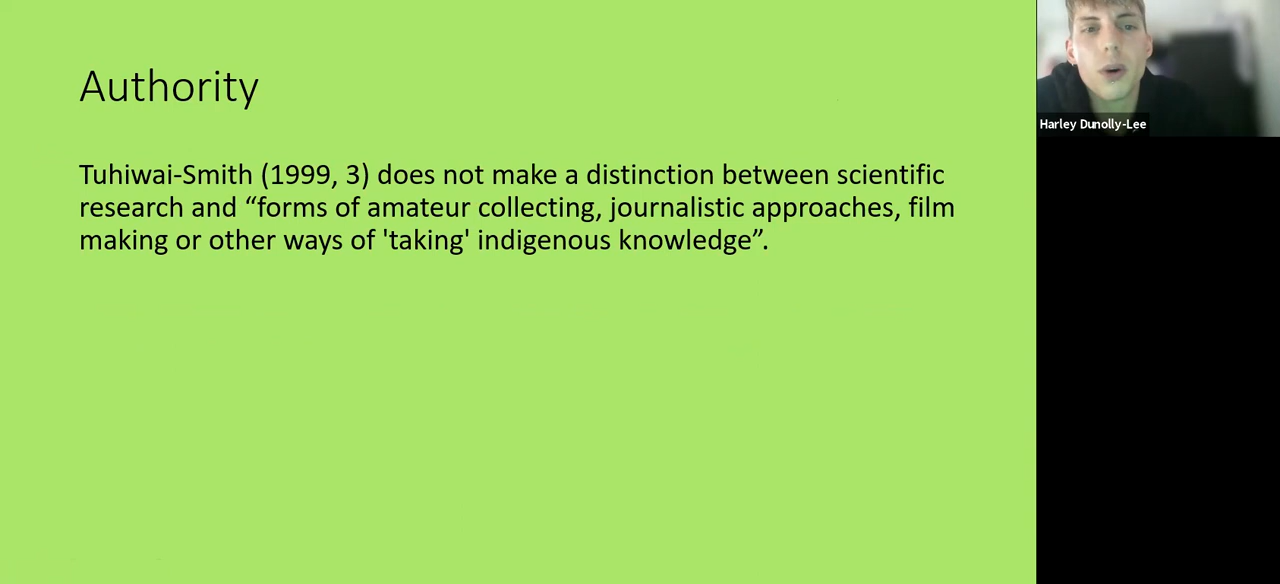 Authority
Tuhiwai-Smith (1999, 3) does not make a distinction between scientific
research and “forms of amateur collecting, journalistic approaches, film
making or other ways of 'taking' indigenous knowledge”.
Harley Dunolly-Lee